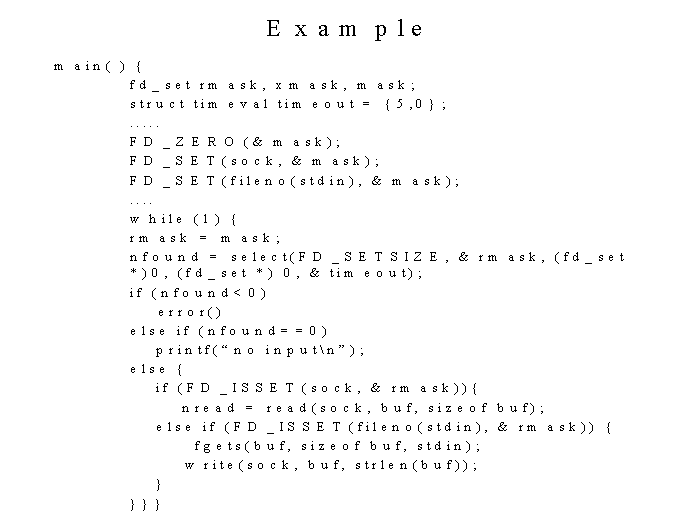 Example
main() {
fd_set rmask, xmask, mask;
struct timeval timeout = {5,0};
.....
FD_ZERO(&mask);
FD_SET(sock, &mask);
FD_SET(fileno(stdin), &mask);
....
while (1) {
rmask = mask;
nfound = select(FD_SETSIZE, &rmask, (fd_set
*)0, (fd_set *) 0, &timeout);
if (nfound<0)
error()
else if (nfound==0)
printf(“no input\n”);
else {
if (FD_ISSET(sock, &rmask)){
nread = read(sock, buf, sizeof buf);
else if (FD_ISSET(fileno(stdin), &rmask)) {
fgets(buf, sizeof buf, stdin);
write(sock, buf, strlen(buf));
}
}}}